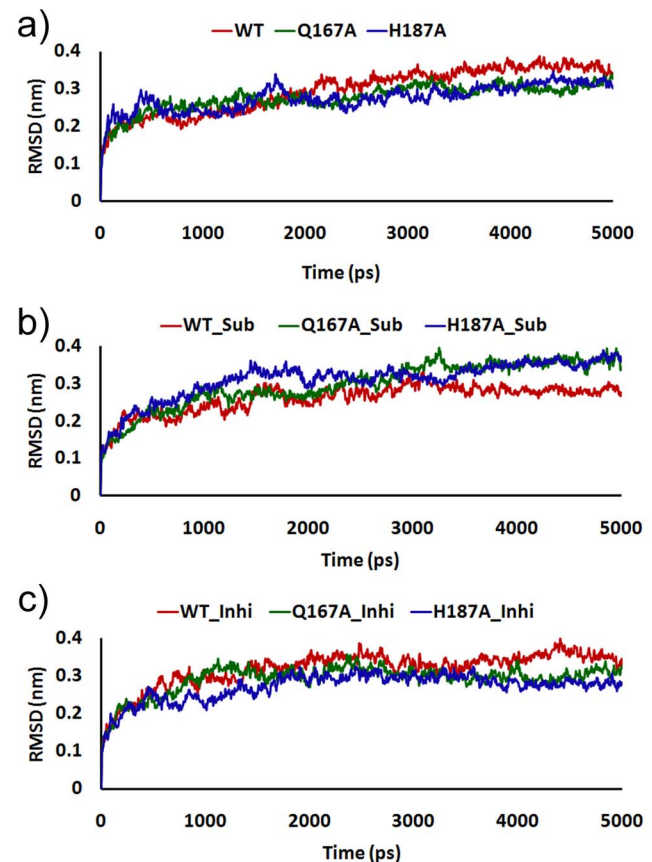 a)
WT Q167A H187A
0.4
0.3
0.2
0.1
0
RMSD (nm)
0 1000 2000 3000 4000 5000
Time (ps)
b)
WT_Sub Q167A_Sub H187A_Sub
0.4
0.3
0.2
0.1
0
RMSD (nm)
0 1000 2000 3000 4000 5000
Time (ps)
c)
WT_Inhi Q167A_Inhi H187A_Inhi
0.4
0.3
0.2
0.1
0
RMSD (nm)
0 1000 2000 3000 4000 5000
Time (ps)